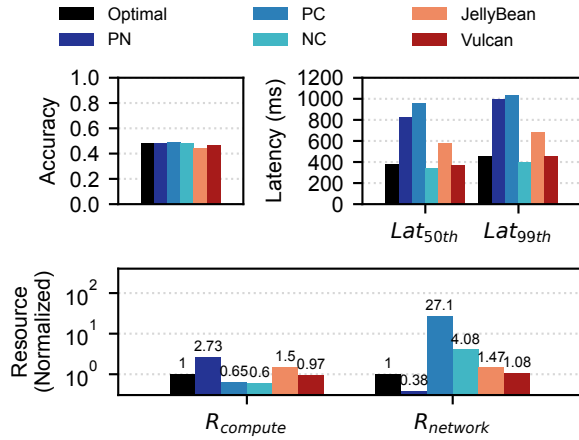 Optimal PC JellyBean
PN NC Vulcan
Accuracy
1.0
0.8
0.6
0.4
0.2
0.0
Latency (ms)
1200
1000
800
600
400
200
0
Lat50th Lat99th
Resource
(Normalized)
10²
10¹
10⁰
1 2.73 0.65 0.6 1.5 0.97
1 0.38 27.1 4.08 1.47 1.08
Rcompute Rnetwork